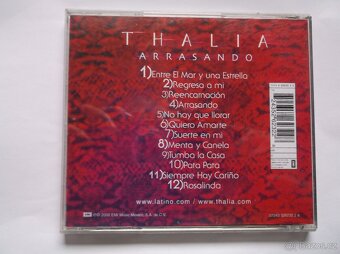 THALIA
ARRASANDO
1)Entre El Mar y una Estrella
2)Regresa a mi
3)Reencarnación
4)Arrasando
5)No hay que llorar
6)Quiero Amarte
7)Suerte en mi
8)Menta y Canela
9)Tumba la Casa
10)Pata Pata
11)Siempre Hay Cariño
12)Rosalinda
www.latino.com / www.thalia.com